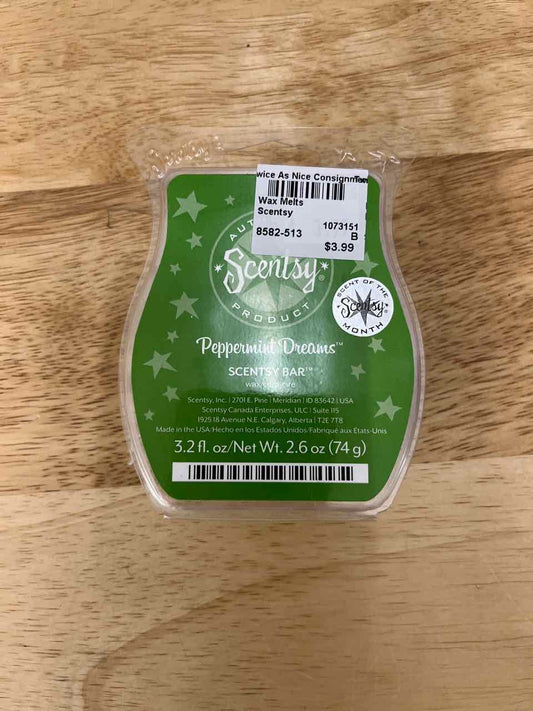 wice As Nice Consignm
Wax Melts
Scentsy
1073151
8582-513
B
$3.99
AUT
Scentsy®
PRODUCT
SCENT OF THE
Scentsy
MONTH
Peppermint Dreams™
SCENTSY BAR™
wax
Scentsy, Inc. | 2701 E. Pine | Meridian | ID 83642 | USA
Scentsy Canada Enterprises, ULC | Suite 115
1925 18 Avenue N.E. Calgary, Alberta | T2E 7T8
Made in the USA/Hecho en los Estados Unidos/Fabriqué aux États-Unis
3.2 fl. oz/Net Wt. 2.6 oz (74 g)